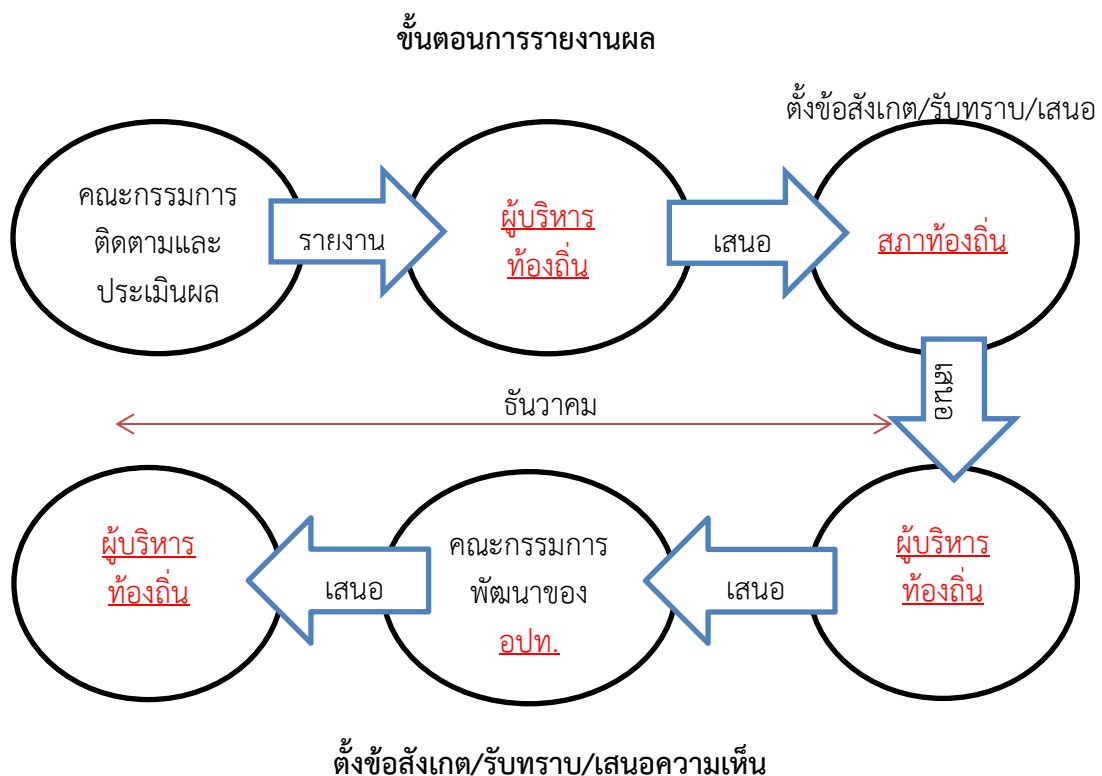 ขั้นตอนการรายงานผล
ตั้งข้อสังเกต/รับทราบ/เสนอ
คณะกรรมการ
ติดตามและ
ประเมินผล
รายงาน
ผู้บริหาร
ท้องถิ่น
เสนอ
สภาท้องถิ่น
เสนอ
ธันวาคม
ผู้บริหาร
ท้องถิ่น
เสนอ
คณะกรรมการ
พัฒนาของ
อปท.
เสนอ
ผู้บริหาร
ท้องถิ่น
ตั้งข้อสังเกต/รับทราบ/เสนอความเห็น